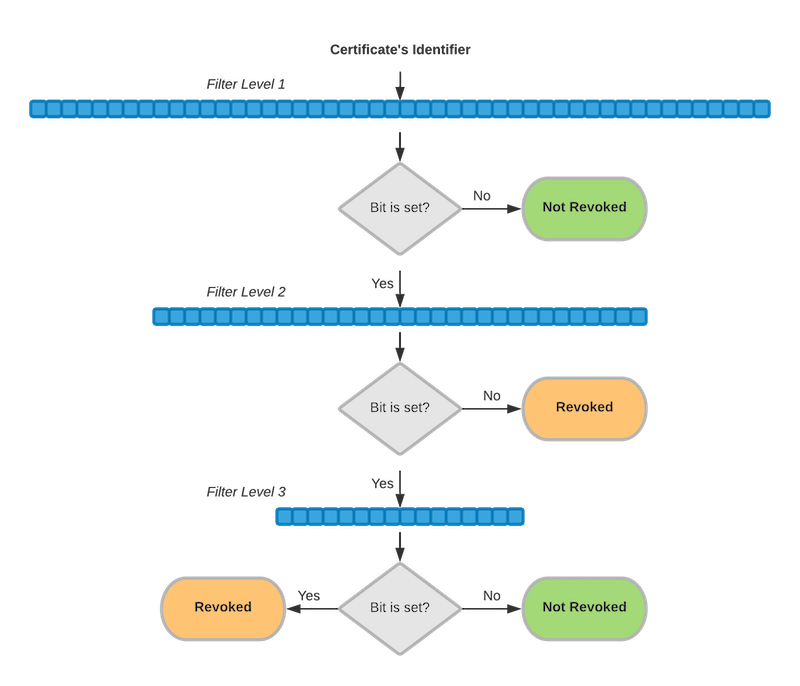 Certificate's Identifier
Filter Level 1
Bit is set?
No
Not Revoked
Yes
Filter Level 2
Bit is set?
No
Revoked
Yes
Filter Level 3
Revoked
Yes
Bit is set?
No
Not Revoked